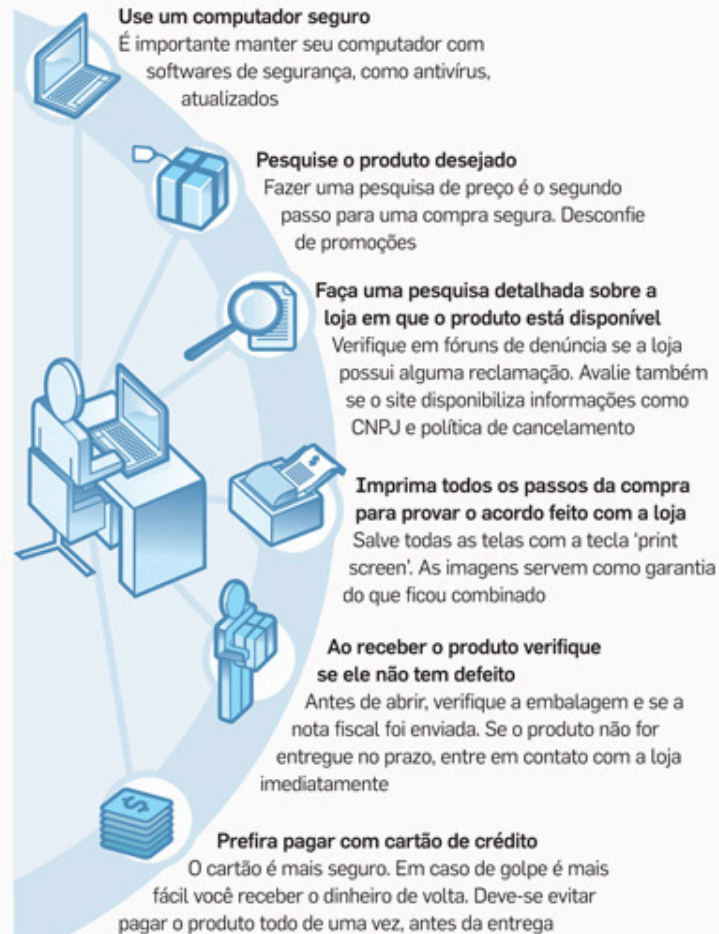 Use um computador seguro
É importante manter seu computador com
softwares de segurança, como antivírus,
atualizados
Pesquise o produto desejado
Fazer uma pesquisa de preço é o segundo
passo para uma compra segura. Desconfie
de promoções
Faça uma pesquisa detalhada sobre a
loja em que o produto está disponível
Verifique em fóruns de denúncia se a loja
possui alguma reclamação. Avalie também
se o site disponibiliza informações como
CNPJ e política de cancelamento
$
Imprima todos os passos da compra
para provar o acordo feito com a loja
Salve todas as telas com a tecla ‘print
screen’. As imagens servem como garantia
do que ficou combinado
Ao receber o produto verifique
se ele não tem defeito
Antes de abrir, verifique a embalagem e se a
nota fiscal foi enviada. Se o produto não for
entregue no prazo, entre em contato com a loja
imediatamente
$
Prefira pagar com cartão de crédito
O cartão é mais seguro. Em caso de golpe é mais
fácil você receber o dinheiro de volta. Deve-se evitar
pagar o produto todo de uma vez, antes da entrega